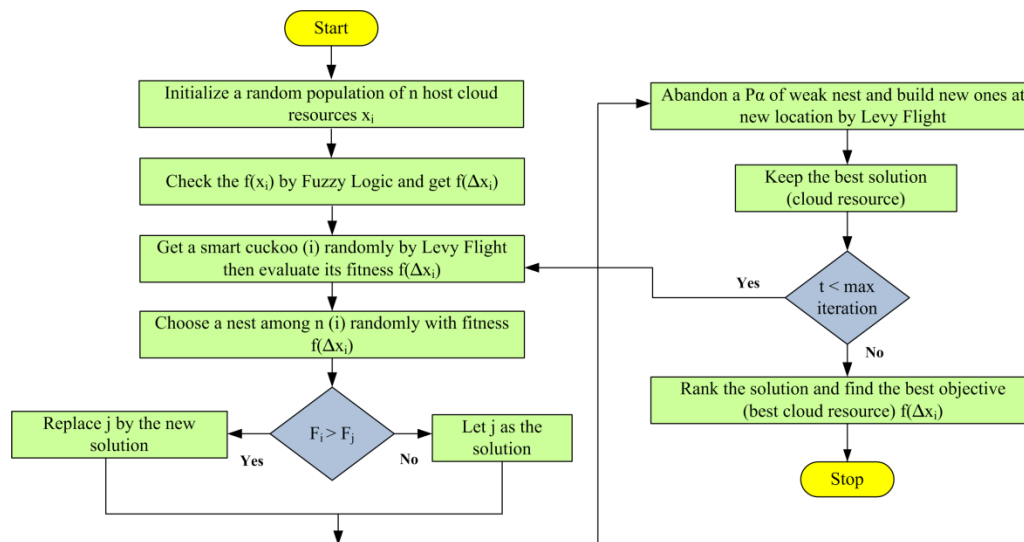 Start
Initialize a random population of n host cloud
resources xᵢ
Check the f(xᵢ) by Fuzzy Logic and get f(Δxᵢ)
Get a smart cuckoo (i) randomly by Levy Flight
then evaluate its fitness f(Δxᵢ)
Choose a nest among n (i) randomly with fitness
f(Δxᵢ)
Fᵢ > Fⱼ
Yes
No
Replace j by the new
solution
Let j as the
solution
Abandon a Pα of weak nest and build new ones at
new location by Levy Flight
Keep the best solution
(cloud resource)
t < max
iteration
Yes
No
Rank the solution and find the best objective
(best cloud resource) f(Δxᵢ)
Stop